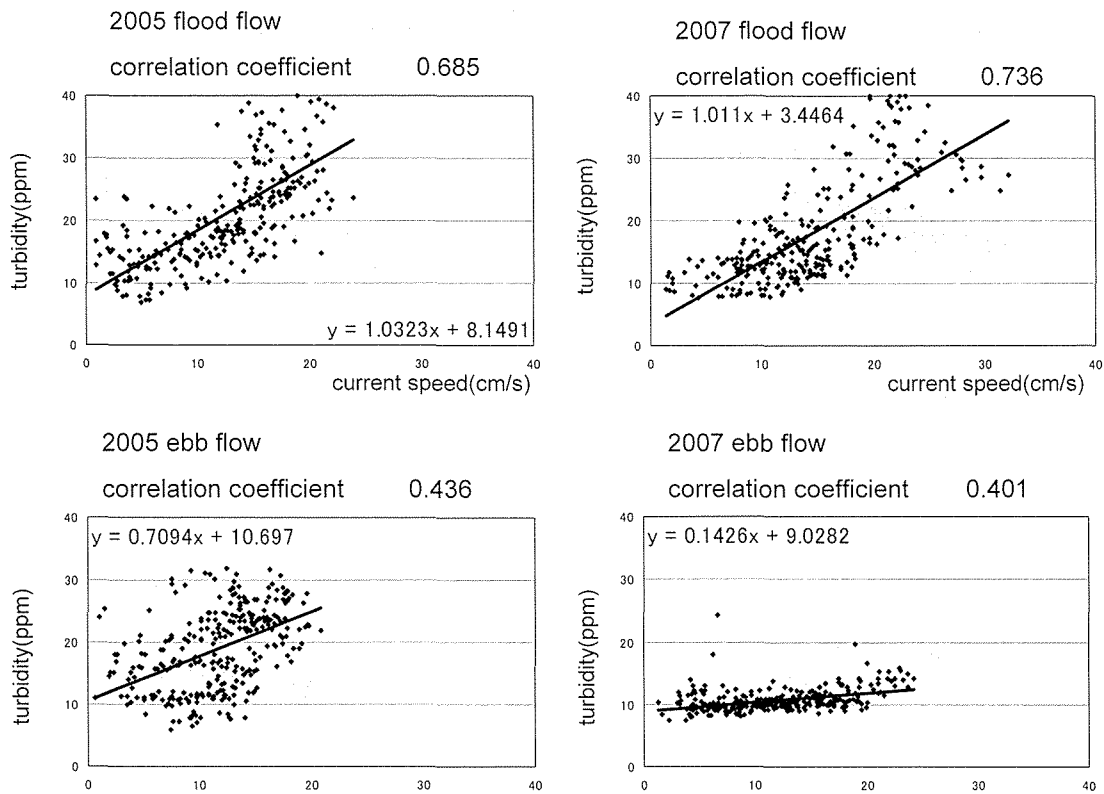 2005 flood flow
correlation coefficient 0.685
40
30
20
10
0
turbidity(ppm)
y = 1.0323x + 8.1491
0 10 20 30 40
current speed(cm/s)
2007 flood flow
correlation coefficient 0.736
40
30
20
10
0
turbidity(ppm)
y = 1.011x + 3.4464
0 10 20 30 40
current speed(cm/s)
2005 ebb flow
correlation coefficient 0.436
40
30
20
10
0
turbidity(ppm)
y = 0.7094x + 10.697
0 10 20 30 40
2007 ebb flow
correlation coefficient 0.401
40
30
20
10
0
turbidity(ppm)
y = 0.1426x + 9.0282
0 10 20 30 40